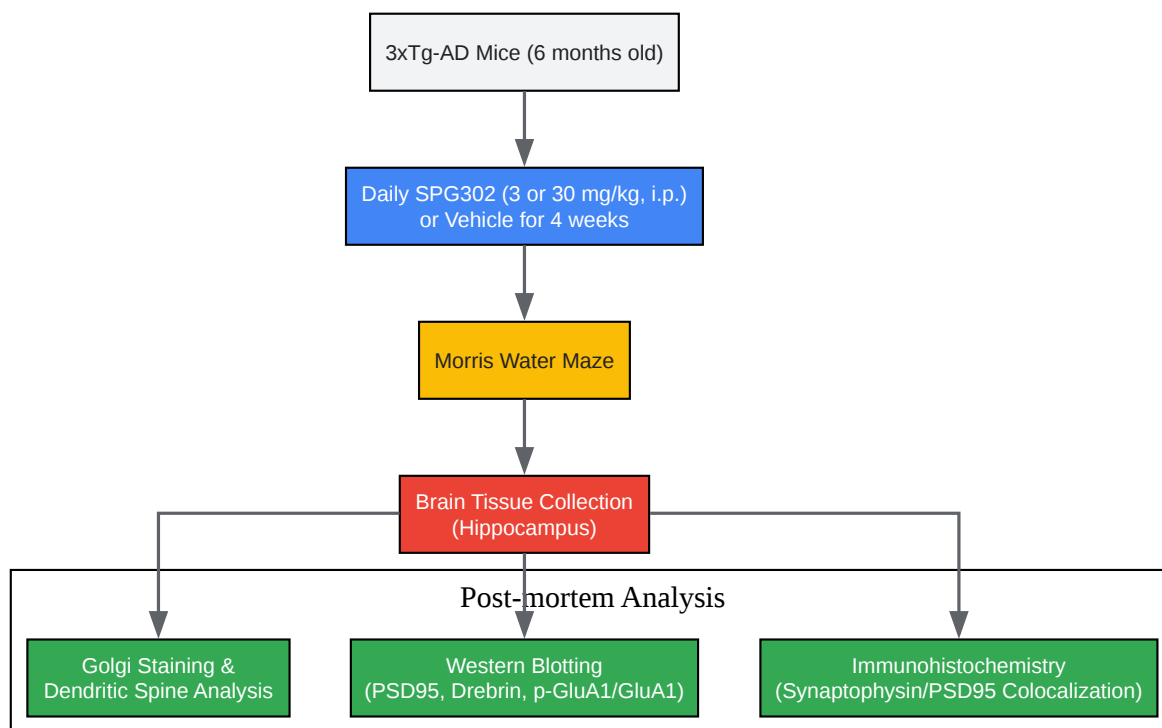 3xTg-AD Mice (6 months old)
Daily SPG302 (3 or 30 mg/kg, i.p.)
or Vehicle for 4 weeks
Morris Water Maze
Brain Tissue Collection
(Hippocampus)
Post-mortem Analysis
Golgi Staining &
Dendritic Spine Analysis
Western Blotting
(PSD95, Drebrin, p-GluA1/GluA1)
Immunohistochemistry
(Synaptophysin/PSD95 Colocalization)